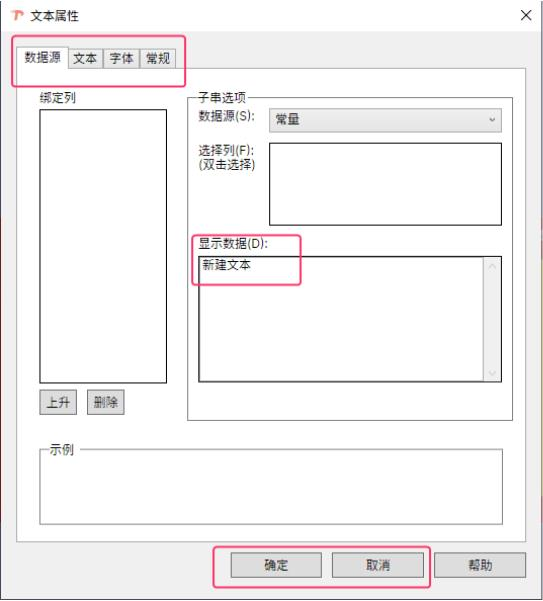 文本属性
数据源 文本 字体 常规
绑定列
子串选项
数据源(S):
常量
选择列(F):
(双击选择)
显示数据(D):
新建文本
上升 删除
示例
确定 取消 帮助